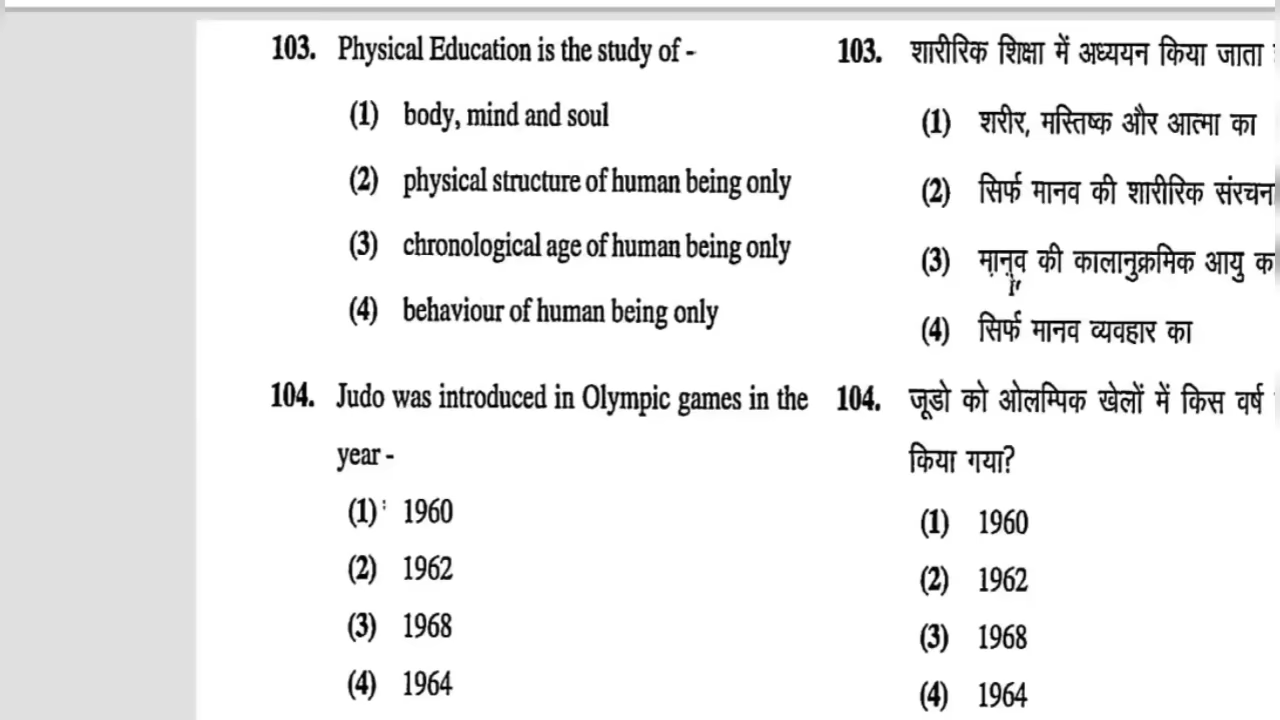 103. Physical Education is the study of -
(1) body, mind and soul
(2) physical structure of human being only
(3) chronological age of human being only
(4) behaviour of human being only
104. Judo was introduced in Olympic games in the
year -
(1) 1960
(2) 1962
(3) 1968
(4) 1964
103. शारीरिक शिक्षा में अध्ययन किया जाता
(1) शरीर, मस्तिष्क और आत्मा का
(2) सिर्फ मानव की शारीरिक
(3) मानव की कालानुक्रमिक आयु
(4) सिर्फ मानव व्यवहार का
104. जूडो को ओलम्पिक खेलों में किस वर्ष
किया गया?
(1) 1960
(2) 1962
(3) 1968
(4) 1964